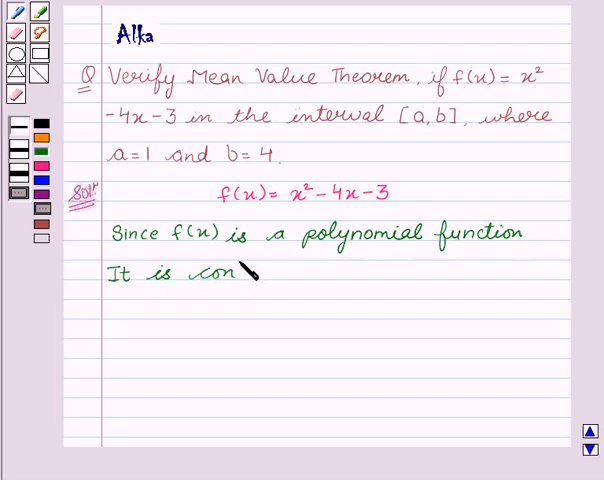 Alka
Q Verify Mean Value Theorem, if f(x) = x²
-4x-3 in the interval [a,b], where
a=1 and b=4.
Solⁿ f(x) = x² - 4x - 3
Since f(x) is a polynomial function
It is con